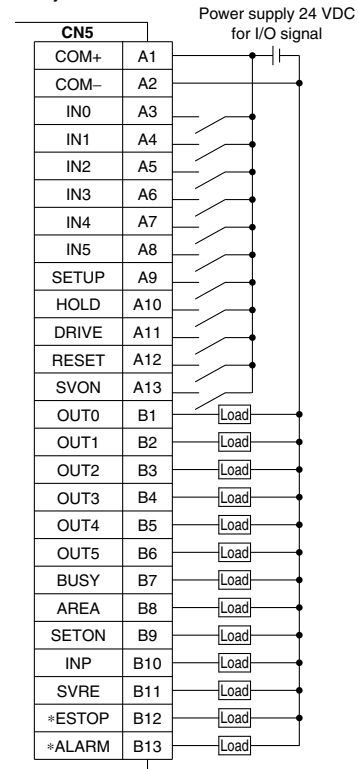 Power supply 24 VDC
for I/O signal
CN5
COM+ A1
COM– A2
IN0 A3
IN1 A4
IN2 A5
IN3 A6
IN4 A7
IN5 A8
SETUP A9
HOLD A10
DRIVE A11
RESET A12
SVON A13
OUT0 B1 Load
OUT1 B2 Load
OUT2 B3 Load
OUT3 B4 Load
OUT4 B5 Load
OUT5 B6 Load
BUSY B7 Load
AREA B8 Load
SETON B9 Load
INP B10 Load
SVRE B11 Load
∗ESTOP B12 Load
∗ALARM B13 Load